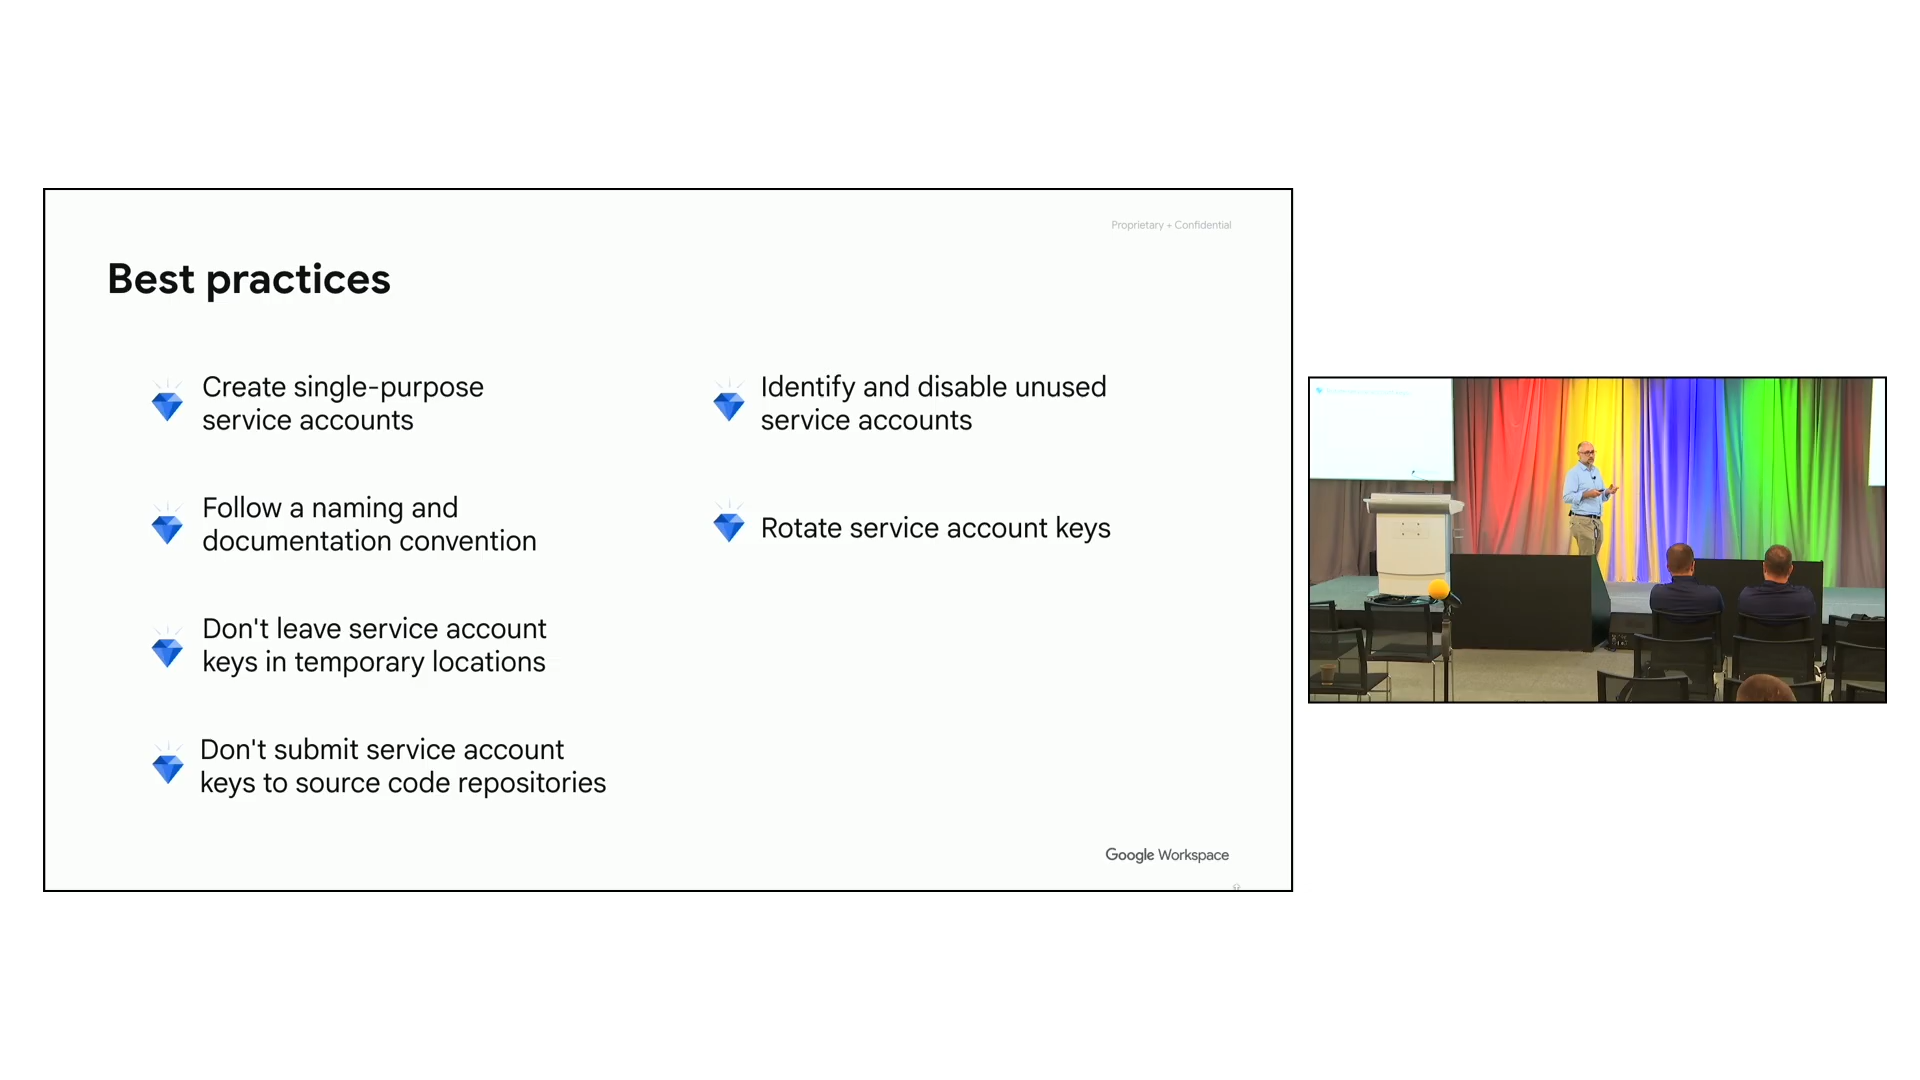 Proprietary + Confidential
Best practices
Create single-purpose
service accounts
Follow a naming and
documentation convention
Don't leave service account
keys in temporary locations
Don't submit service account
keys to source code repositories
Identify and disable unused
service accounts
Rotate service account keys
Google Workspace